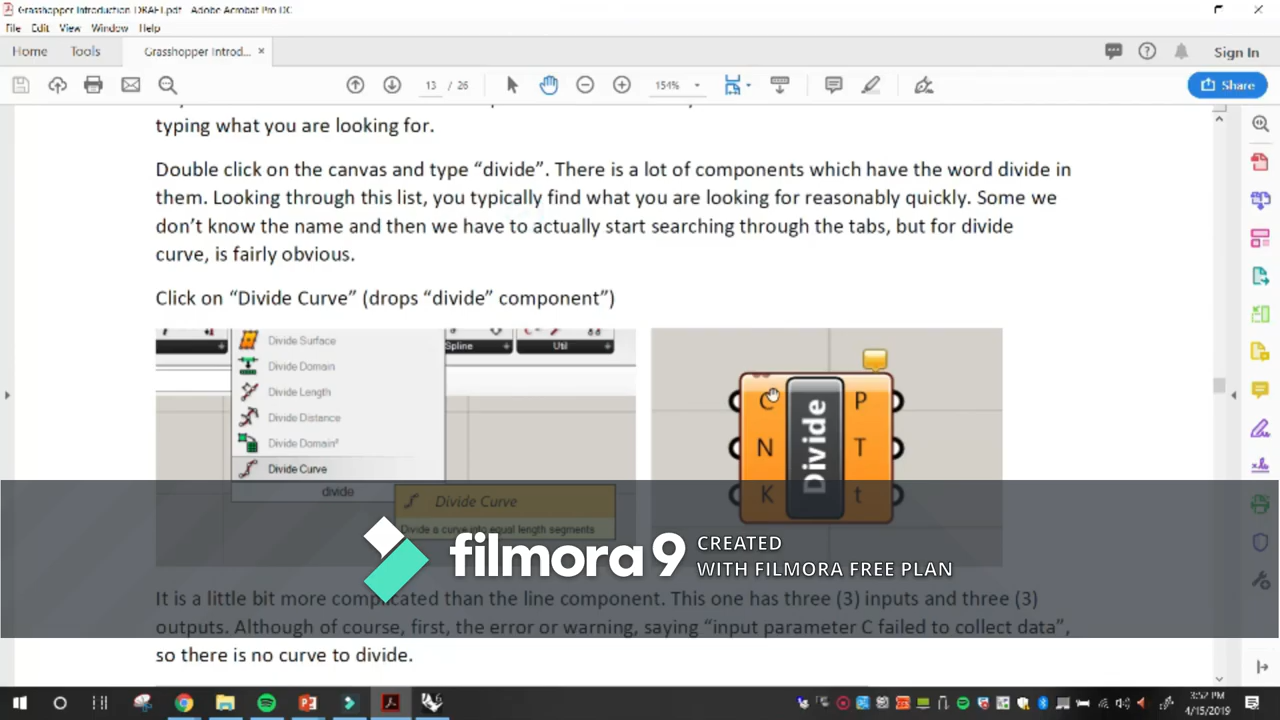 Grasshopper Introduction DRAFT.pdf - Adobe Acrobat Pro DC
File Edit View Window Help
Home Tools Grasshopper Introd... × Sign In
13 / 26 154% Share
typing what you are looking for.
Double click on the canvas and type “divide”. There is a lot of components which have the word divide in
them. Looking through this list, you typically find what you are looking for reasonably quickly. Some we
don’t know the name and then we have to actually start searching through the tabs, but for divide
curve, is fairly obvious.
Click on “Divide Curve” (drops “divide” component”)
Divide Surface
Spline
Util
Divide Domain
Divide Length
Divide Distance
Divide Domain²
Divide Curve
divide
Divide Curve
Divide a curve into equal length segments
C Divide P
N T
K t
filmora9 CREATED
WITH FILMORA FREE PLAN
It is a little bit more complicated than the line component. This one has three (3) inputs and three (3)
outputs. Although of course, first, the error or warning, saying “input parameter C failed to collect data”,
so there is no curve to divide.
3:52 PM
4/15/2019